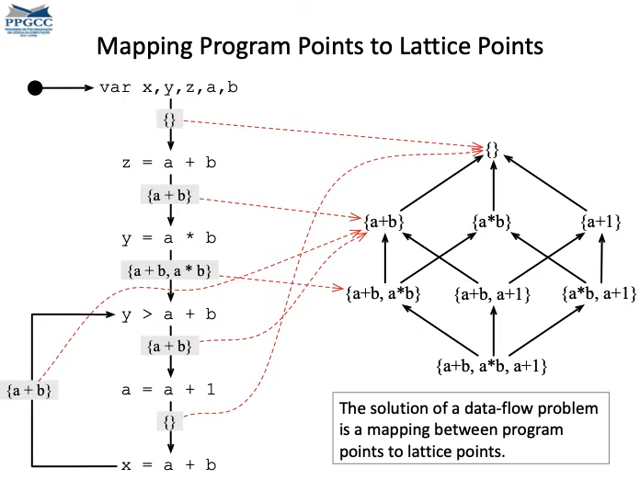 PPGCC
Mapping Program Points to Lattice Points
var x,y,z,a,b
{}
z = a + b
{a + b}
y = a * b
{a + b, a * b}
y > a + b
{a + b}
a = a + 1
{}
x = a + b
{a + b}
{}
{a+b} {a*b} {a+1}
{a+b, a*b} {a+b, a+1} {a*b, a+1}
{a+b, a*b, a+1}
The solution of a data-flow problem
is a mapping between program
points to lattice points.